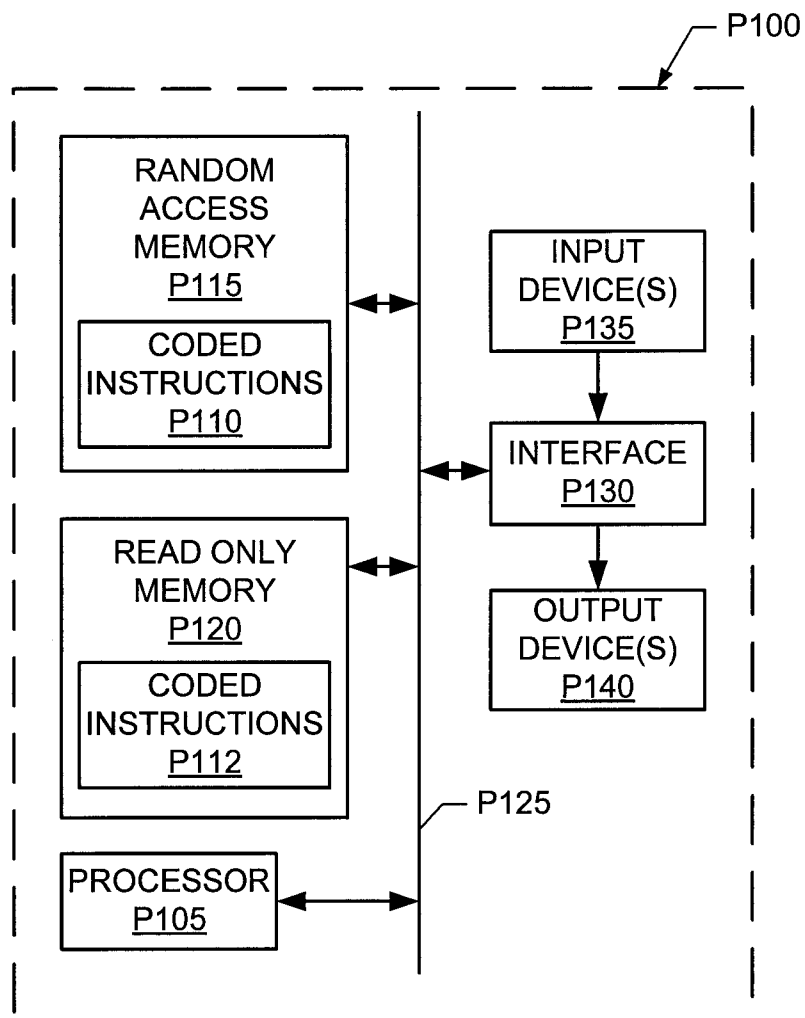 P100
RANDOM
ACCESS
MEMORY
P115
CODED
INSTRUCTIONS
P110
READ ONLY
MEMORY
P120
CODED
INSTRUCTIONS
P112
PROCESSOR
P105
INPUT
DEVICE(S)
P135
INTERFACE
P130
OUTPUT
DEVICE(S)
P140
P125